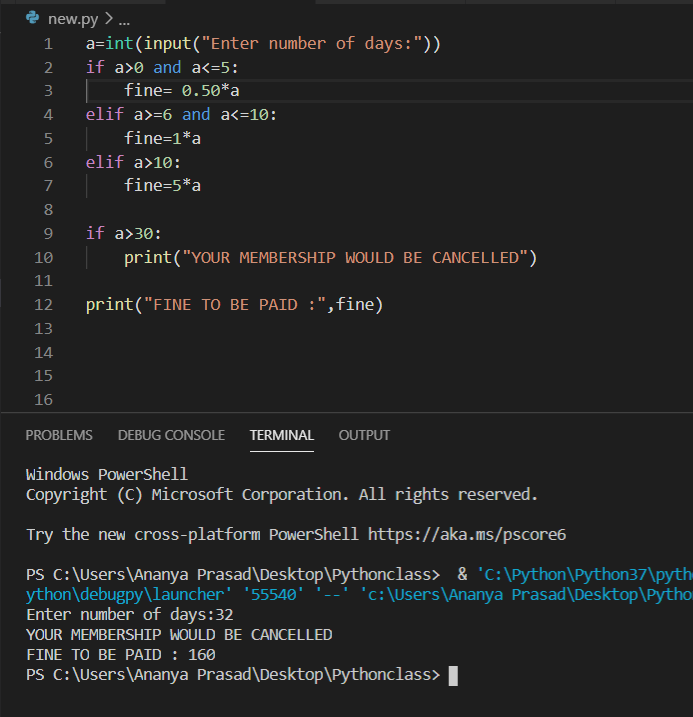 new.py > ...
1 a=int(input("Enter number of days:"))
2 if a>0 and a<=5:
3     fine= 0.50*a
4 elif a>=6 and a<=10:
5     fine=1*a
6 elif a>10:
7     fine=5*a
8
9 if a>30:
10     print("YOUR MEMBERSHIP WOULD BE CANCELLED")
11
12 print("FINE TO BE PAID :",fine)
13
14
15
16
PROBLEMS DEBUG CONSOLE TERMINAL OUTPUT
Windows PowerShell
Copyright (C) Microsoft Corporation. All rights reserved.
Try the new cross-platform PowerShell https://aka.ms/pscore6
PS C:\Users\Ananya Prasad\Desktop\Pythonclass>  & 'C:\Python\Python37\pyth
ython\debugpy\launcher' '55540' '--' 'c:\Users\Ananya Prasad\Desktop\Pytho
Enter number of days:32
YOUR MEMBERSHIP WOULD BE CANCELLED
FINE TO BE PAID : 160
PS C:\Users\Ananya Prasad\Desktop\Pythonclass>